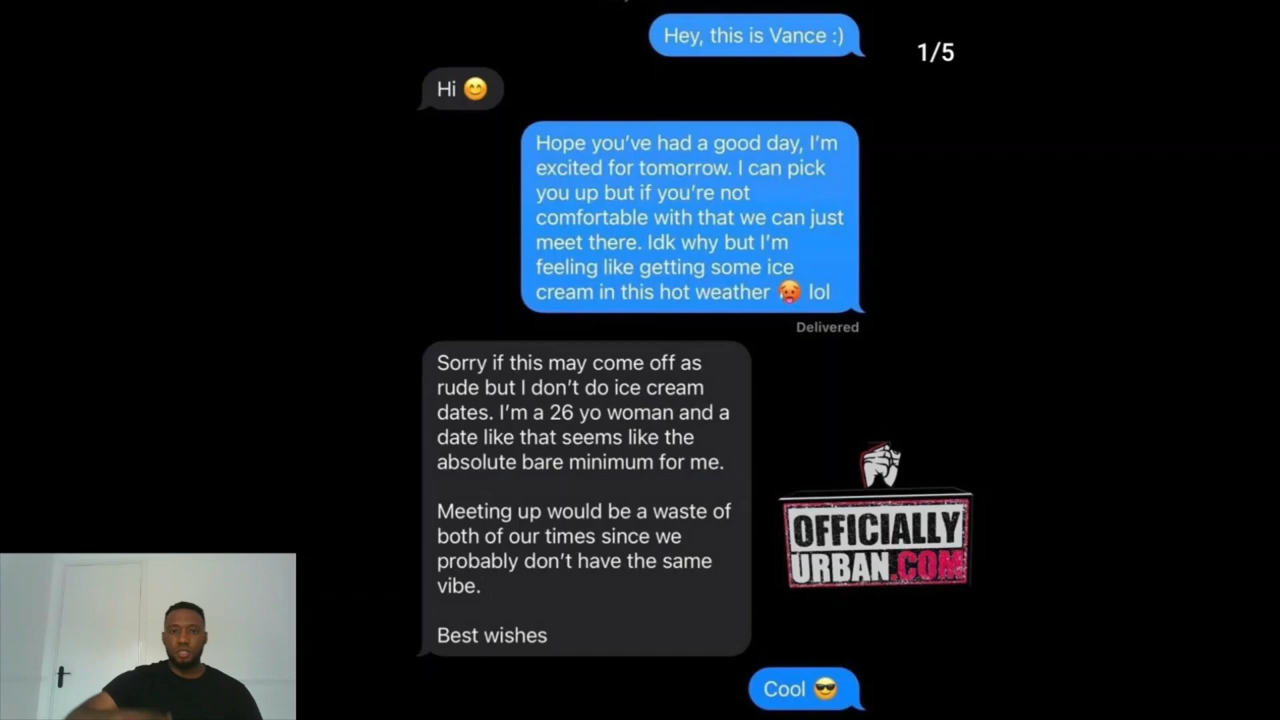 Hey, this is Vance :)
1/5
Hi 😊
Hope you've had a good day, I'm
excited for tomorrow. I can pick
you up but if you're not
comfortable with that we can just
meet there. Idk why but I'm
feeling like getting some ice
cream in this hot weather 🥵 lol
Delivered
Sorry if this may come off as
rude but I don't do ice cream
dates. I'm a 26 yo woman and a
date like that seems like the
absolute bare minimum for me.
Meeting up would be a waste of
both of our times since we
probably don't have the same
vibe.
Best wishes
OFFICIALLY
URBAN.COM
Cool 😎